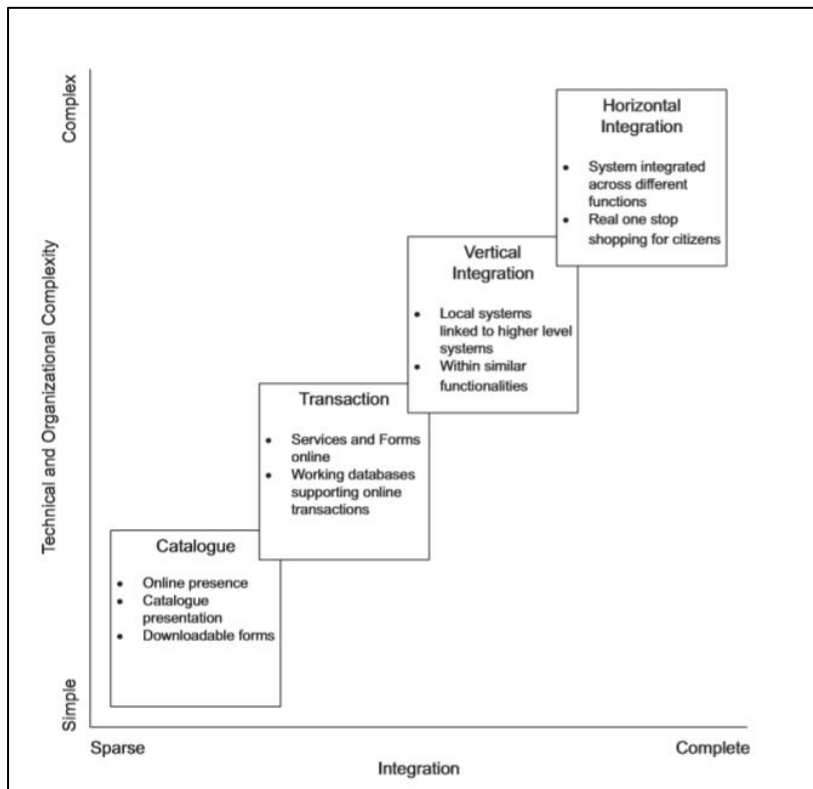 Complex
Technical and Organizational Complexity
Simple
Horizontal
Integration
• System integrated
across different
functions
• Real one stop
shopping for citizens
Vertical
Integration
• Local systems
linked to higher level
systems
• Within similar
functionalities
Transaction
• Services and Forms
online
• Working databases
supporting online
transactions
Catalogue
• Online presence
• Catalogue
presentation
• Downloadable forms
Sparse
Complete
Integration